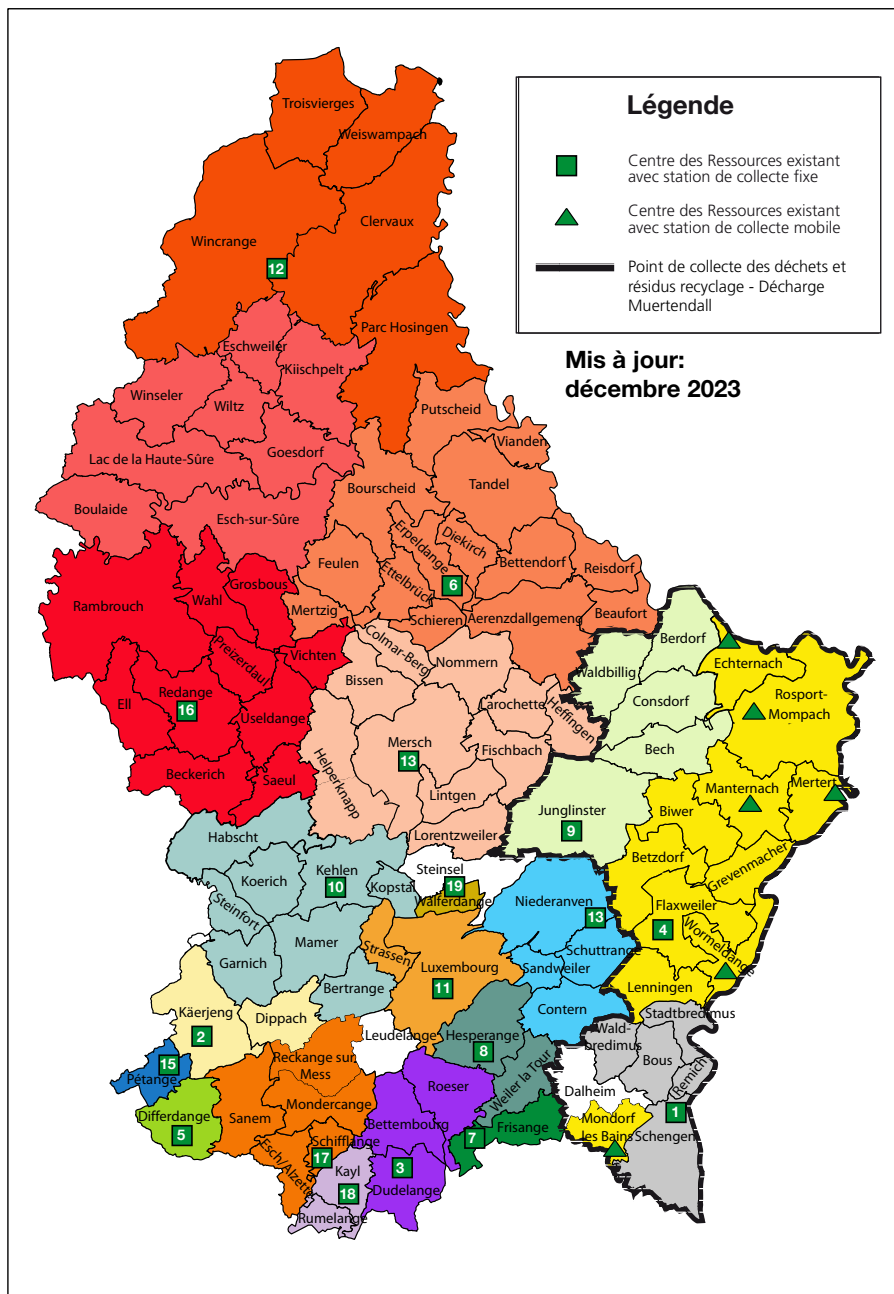 Légende
Centre des Ressources existant
avec station de collecte fixe
Centre des Ressources existant
avec station de collecte mobile
Point de collecte des déchets et
résidus recyclage - Décharge
Muertendall
Mis à jour:
décembre 2023
Troisvierges
Weiswampach
Clervaux
Wincrange
12
Parc Hosingen
Eschweiler
Kiischpelt
Winseler
Wiltz
Goesdorf
Lac de la Haute-Sûre
Boulaide
Esch-sur-Sûre
Putscheid
Vianden
Tandel
Bourscheid
Erpeldange
Diekirch
Bettendorf
Reisdorf
Feulen
Ettelbrück
6
Beaufort
Mertzig
Schieren
Aerenzdallgemeng
Rambrouch
Wahl
Grosbous
Preizerdaul
Vichten
Ell
Redange
16
Useldange
Beckerich
Saeul
Colmar-Berg
Nommern
Bissen
Larochette
Heffingen
Mersch
13
Fischbach
Helperknapp
Lintgen
Lorentzweiler
Waldbillig
Berdorf
Consdorf
Bech
Junglinster
9
Echternach
Rosport-
Mompach
Manternach
Mertert
Biwer
Betzdorf
Grevenmacher
Flaxweiler
4
Wormeldange
Lenningen
Habscht
Kehlen
10
Koerich
Kopstal
Steinfort
Mamer
Garnich
Bertrange
Steinsel
19
Walferdange
Niederanven
13
Schuttrange
Sandweiler
Contern
Strassen
Luxembourg
11
Leudelange
Käerjeng
2
Dippach
15
Pétange
Differdange
5
Reckange sur
Mess
Sanem
Mondercange
Schifflange
17
Esch/Alzette
Kayl
18
Rumelange
Hesperange
8
Weiler la Tour
Roeser
Bettembourg
3
Dudelange
7
Frisange
Stadtbredimus
Wald-
bredimus
Bous
Remich
Dalheim
1
Mondorf
les Bains
Schengen